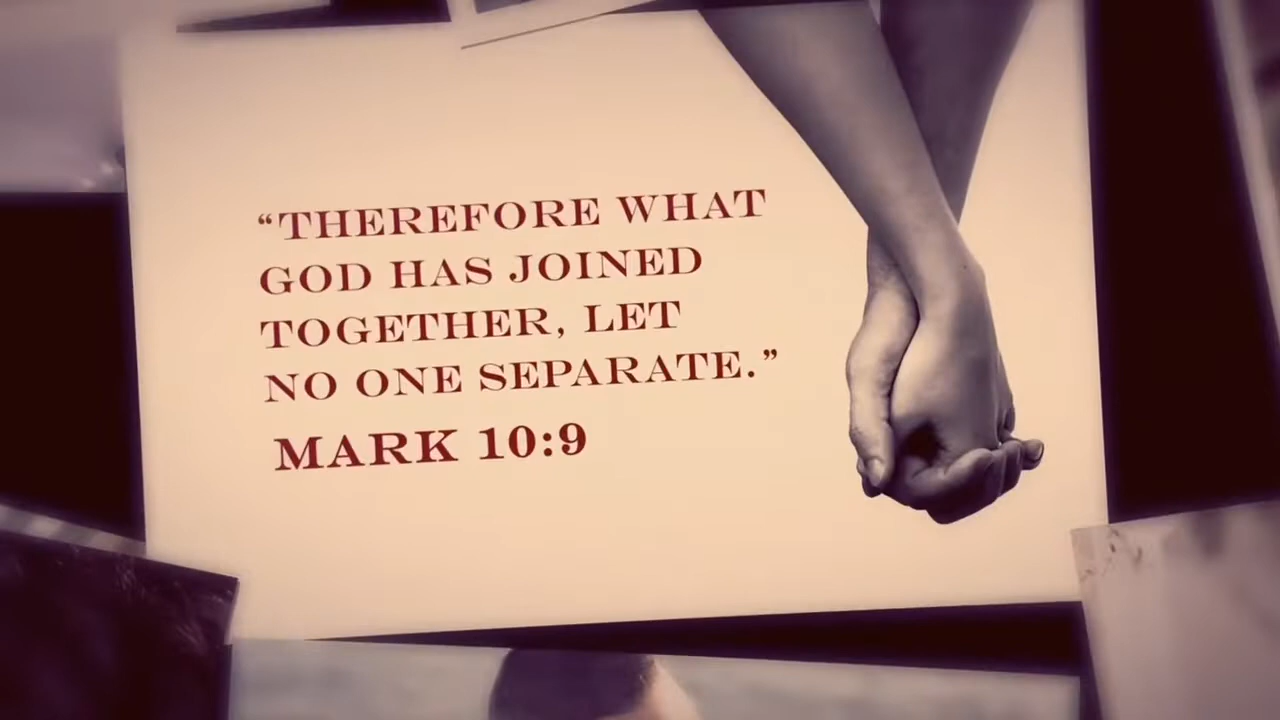 “THEREFORE WHAT
GOD HAS JOINED
TOGETHER, LET
NO ONE SEPARATE.”
MARK 10:9